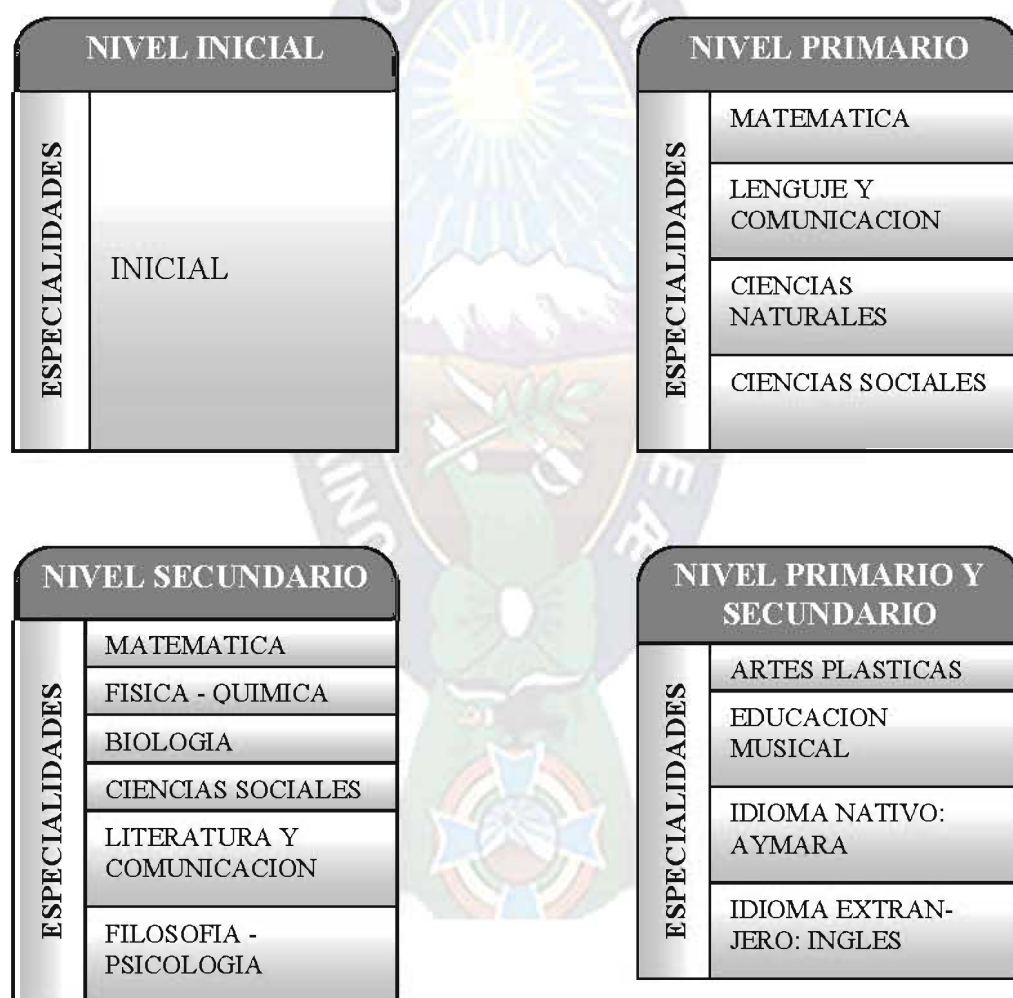 NIVEL INICIAL
ESPECIALIDADES
INICIAL
NIVEL PRIMARIO
ESPECIALIDADES
MATEMATICA
LENGUJE Y
COMUNICACION
CIENCIAS
NATURALES
CIENCIAS SOCIALES
NIVEL SECUNDARIO
ESPECIALIDADES
MATEMATICA
FISICA - QUIMICA
BIOLOGIA
CIENCIAS SOCIALES
LITERATURA Y
COMUNICACION
FILOSOFIA -
PSICOLOGIA
NIVEL PRIMARIO Y
SECUNDARIO
ESPECIALIDADES
ARTES PLASTICAS
EDUCACION
MUSICAL
IDIOMA NATIVO:
AYMARA
IDIOMA EXTRAN-
JERO: INGLES